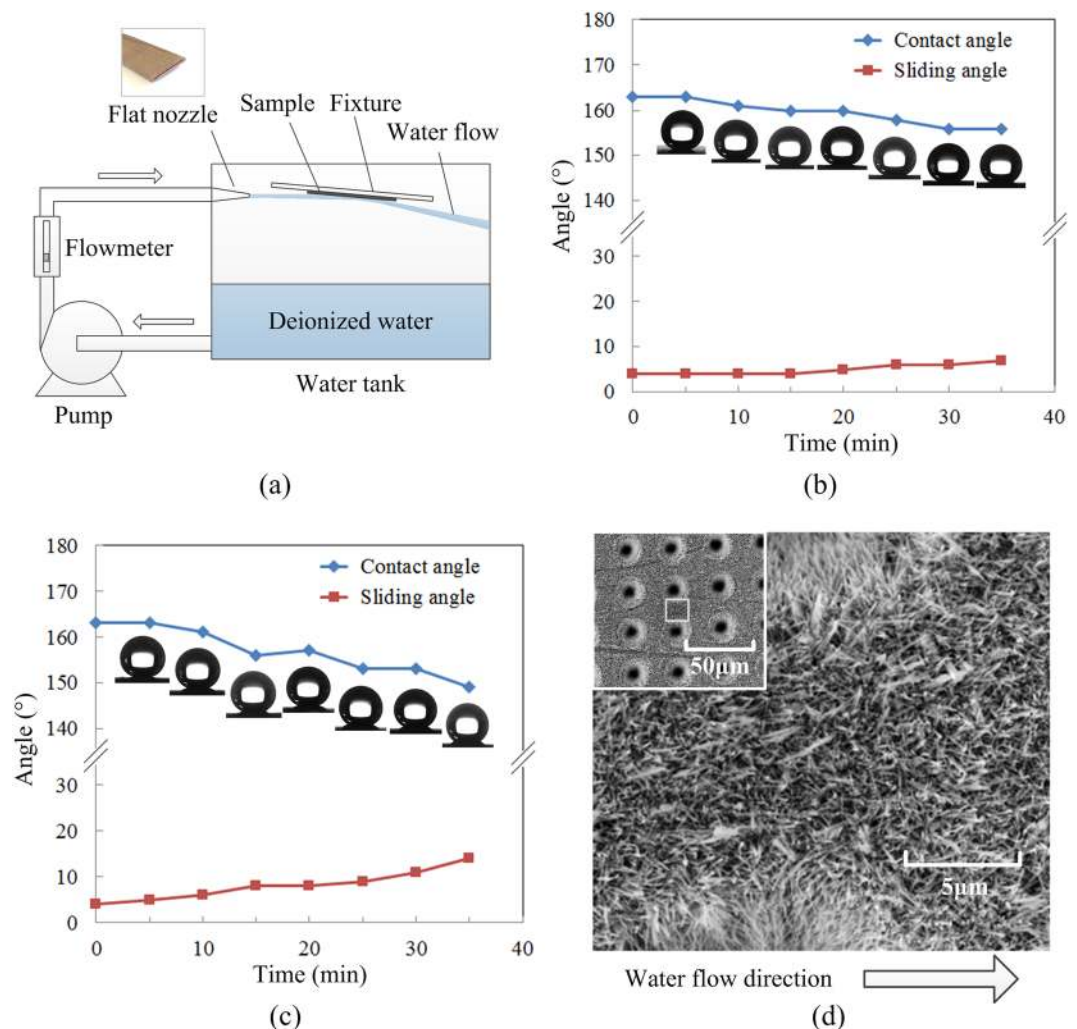 Flat nozzle
Sample
Fixture
Water flow
Flowmeter
Deionized water
Water tank
Pump
(a)
180
170
160
150
140
30
20
10
0
Angle (°)
Contact angle
Sliding angle
0 10 20 30 40
Time (min)
(b)
180
170
160
150
140
30
20
10
0
Angle (°)
Contact angle
Sliding angle
0 10 20 30 40
Time (min)
(c)
50μm
5μm
Water flow direction
(d)